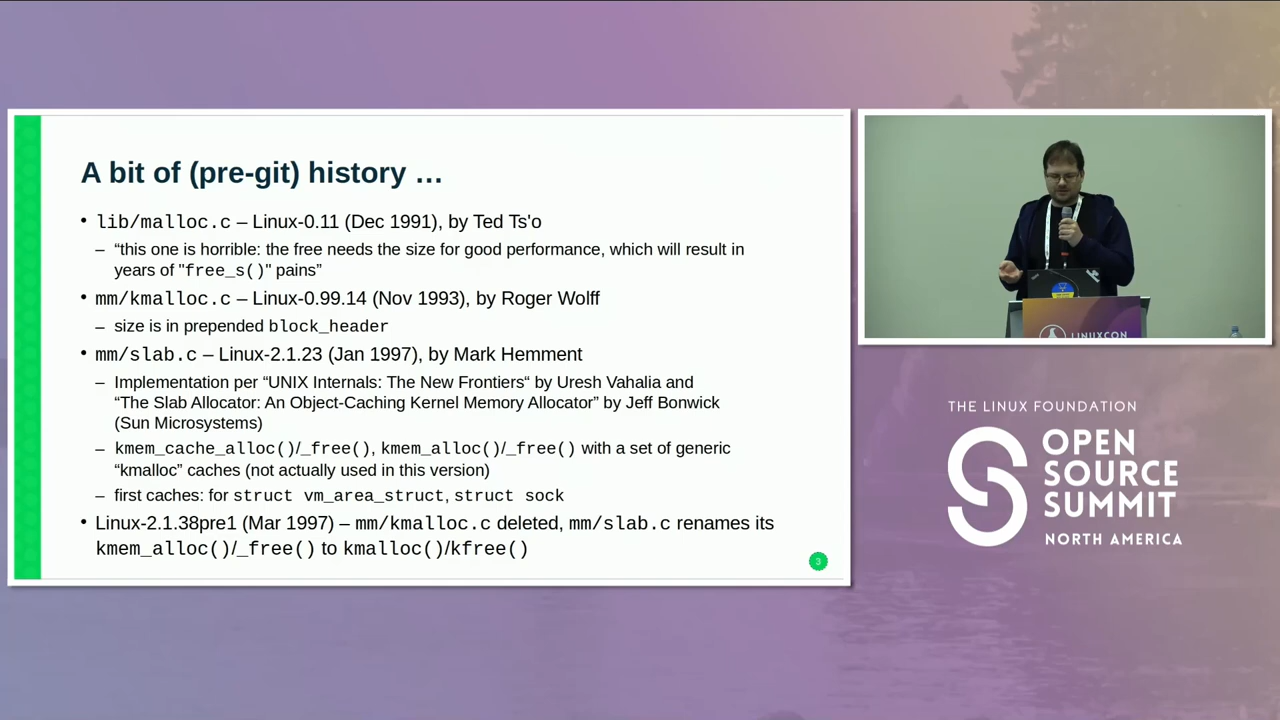 A bit of (pre-git) history …
• lib/malloc.c – Linux-0.11 (Dec 1991), by Ted Ts'o
– “this one is horrible: the free needs the size for good performance, which will result in
years of "free_s()" pains”
• mm/kmalloc.c – Linux-0.99.14 (Nov 1993), by Roger Wolff
– size is in prepended block_header
• mm/slab.c – Linux-2.1.23 (Jan 1997), by Mark Hemment
– Implementation per “UNIX Internals: The New Frontiers“ by Uresh Vahalia and
“The Slab Allocator: An Object-Caching Kernel Memory Allocator” by Jeff Bonwick
(Sun Microsystems)
– kmem_cache_alloc()/_free(), kmem_alloc()/_free() with a set of generic
“kmalloc” caches (not actually used in this version)
– first caches: for struct vm_area_struct, struct sock
• Linux-2.1.38pre1 (Mar 1997) – mm/kmalloc.c deleted, mm/slab.c renames its
kmem_alloc()/_free() to kmalloc()/kfree()
3
LINUXCON
THE LINUX FOUNDATION
OPEN
SOURCE
SUMMIT
NORTH AMERICA